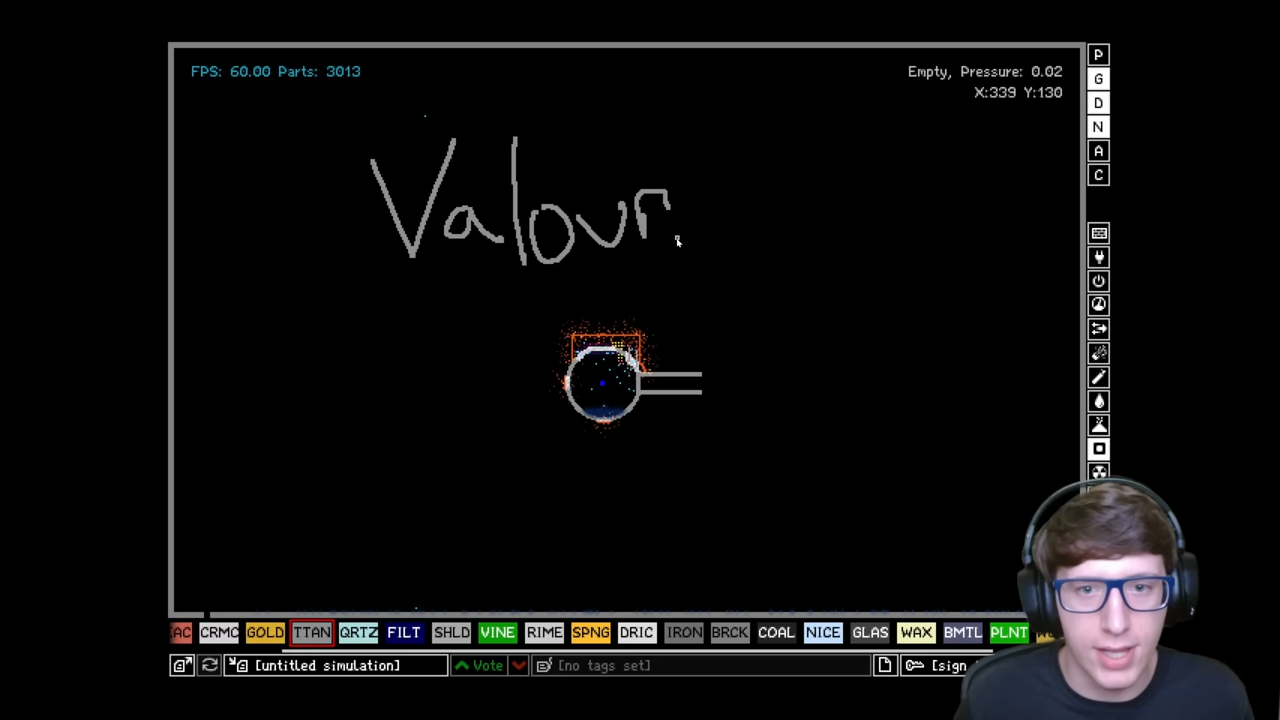 FPS: 60.00 Parts: 3013
Empty, Pressure: 0.02
X:339 Y:130
P
G
D
N
A
C
Valour.
AC CRMC GOLD TTAN QRTZ FILT SHLD VINE RIME SPNG DRIC IRON BRCK COAL NICE GLAS WAX BMTL PLNT
[untitled simulation] Vote [no tags set] [sign